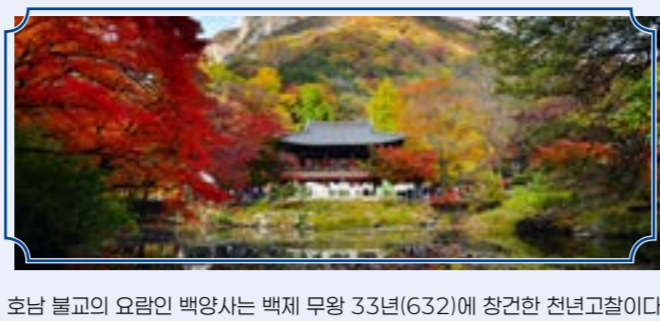 호남 불교의 요람인 백양사는 백제 무왕 33년(632)에 창건한 천년고찰이다